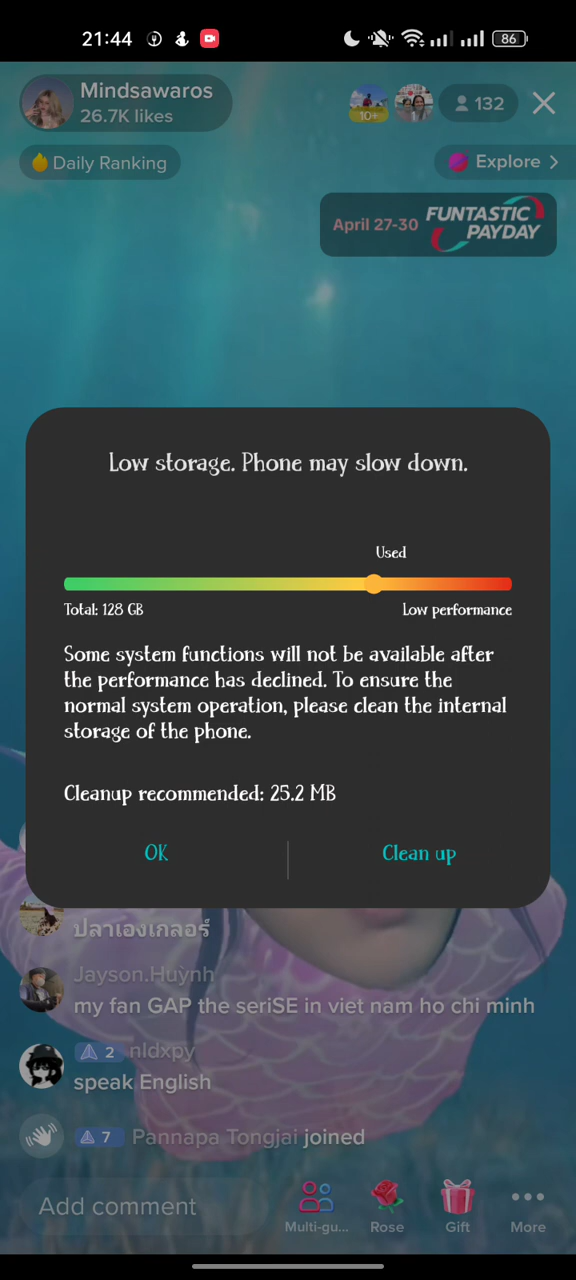 21:44
86
Mindsawaros
26.7K likes
10+
132
Daily Ranking
Explore >
April 27-30
FUNTASTIC
PAYDAY
Low storage. Phone may slow down.
Used
Total: 128 GB
Low performance
Some system functions will not be available after
the performance has declined. To ensure the
normal system operation, please clean the internal
storage of the phone.
Cleanup recommended: 25.2 MB
OK
Clean up
ปลาเองเกลอร์
Jayson.Huỳnh
my fan GAP the seriSE in viet nam ho chi minh
2 nldxpy
speak English
7 Pannapa Tongjai joined
Add comment
Multi-gu...
Rose
Gift
More